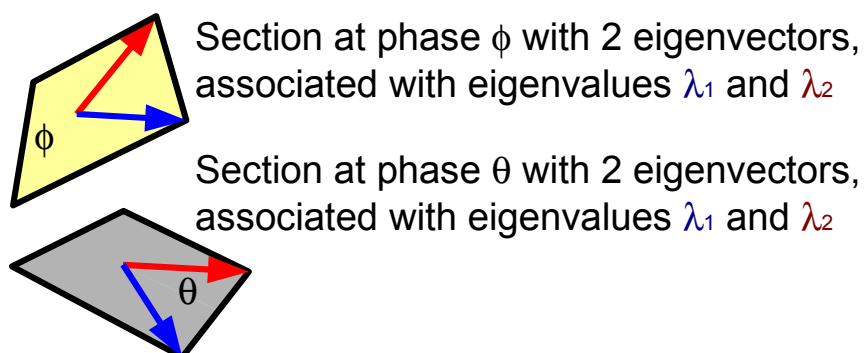 Section at phase ϕ with 2 eigenvectors,
associated with eigenvalues λ1 and λ2
ϕ
Section at phase θ with 2 eigenvectors,
associated with eigenvalues λ1 and λ2
θ